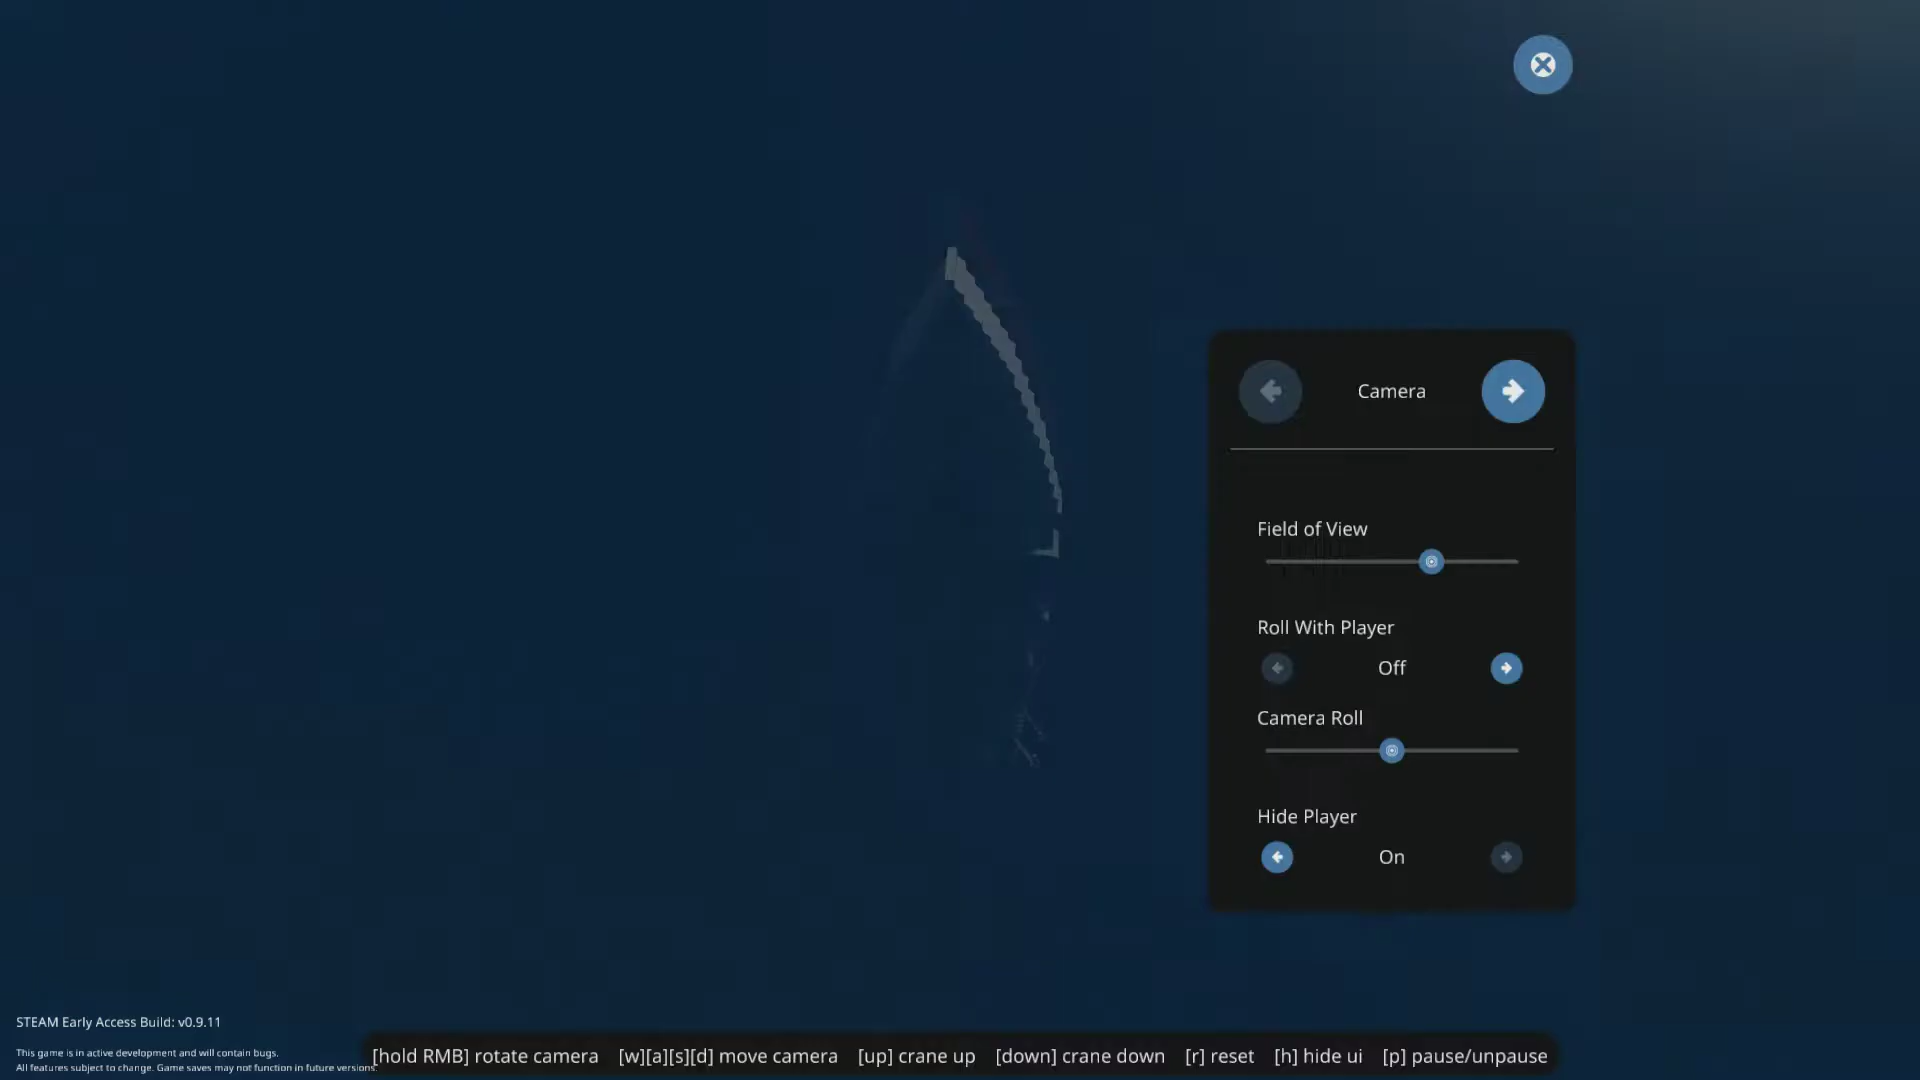 Camera
Field of View
Roll With Player
Off
Camera Roll
Hide Player
On
STEAM Early Access Build: v0.9.11
This game is in active development and will contain bugs.
All features subject to change. Game saves may not function in future versions.
[hold RMB] rotate camera [w][a][s][d] move camera [up] crane up [down] crane down [r] reset [h] hide ui [p] pause/unpause